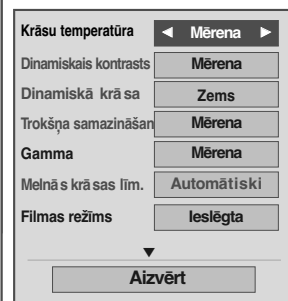 Krāsu temperatūra ◄ Mērena ►
Dinamiskais kontrasts Mērena
Dinamiskā krāsa Zems
Trokšņa samazināšan Mērena
Gamma Mērena
Melnās krāsas līm. Automātiski
Filmas režīms Ieslēgta
▼
Aizvērt